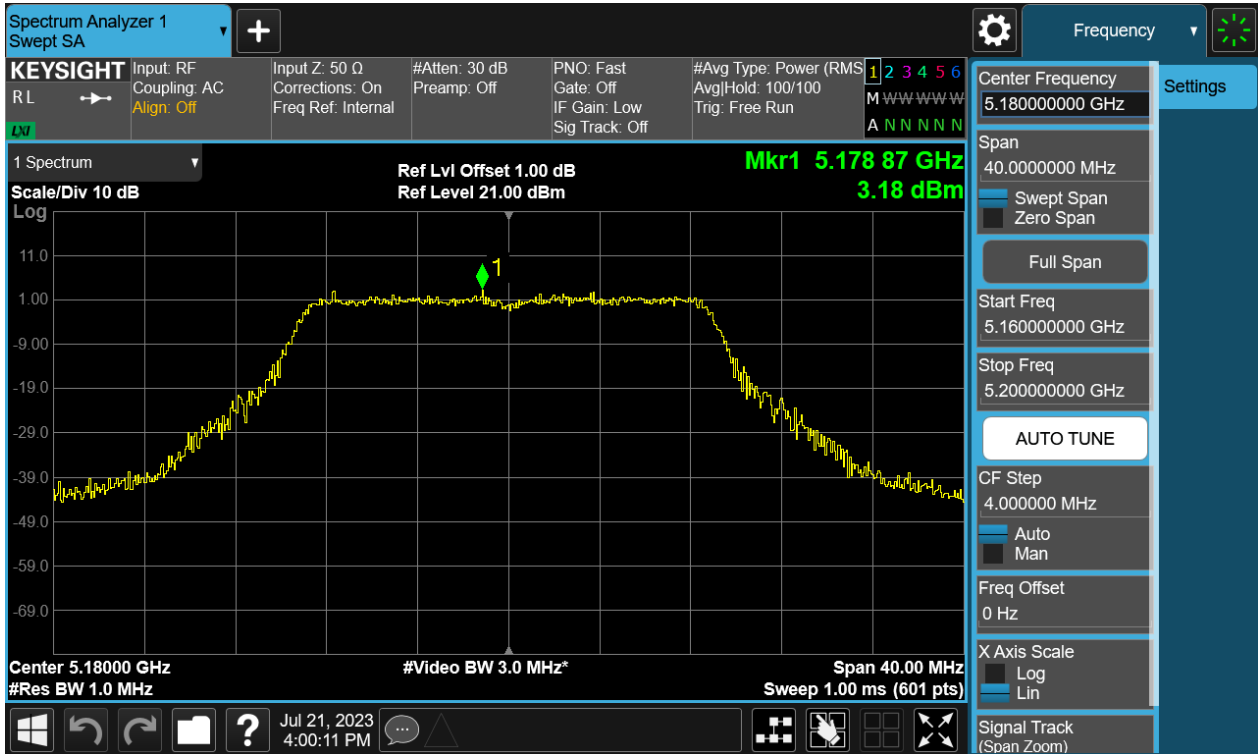 Spectrum Analyzer 1
Swept SA
+
Frequency
KEYSIGHT
R L
LXI
Input: RF
Coupling: AC
Align: Off
Input Z: 50 Ω
Corrections: On
Freq Ref: Internal
#Atten: 30 dB
Preamp: Off
PNO: Fast
Gate: Off
IF Gain: Low
Sig Track: Off
#Avg Type: Power (RMS
Avg|Hold: 100/100
Trig: Free Run
1 2 3 4 5 6
M W W W W W
A N N N N N
1 Spectrum
Scale/Div 10 dB
Log
Ref Lvl Offset 1.00 dB
Ref Level 21.00 dBm
Mkr1 5.178 87 GHz
3.18 dBm
1
11.0
1.00
-9.00
-19.0
-29.0
-39.0
-49.0
-59.0
-69.0
Center 5.18000 GHz
#Res BW 1.0 MHz
#Video BW 3.0 MHz*
Span 40.00 MHz
Sweep 1.00 ms (601 pts)
Center Frequency
5.180000000 GHz
Settings
Span
40.0000000 MHz
Swept Span
Zero Span
Full Span
Start Freq
5.160000000 GHz
Stop Freq
5.200000000 GHz
AUTO TUNE
CF Step
4.000000 MHz
Auto
Man
Freq Offset
0 Hz
X Axis Scale
Log
Lin
Signal Track
(Span Zoom)
?
Jul 21, 2023
4:00:11 PM